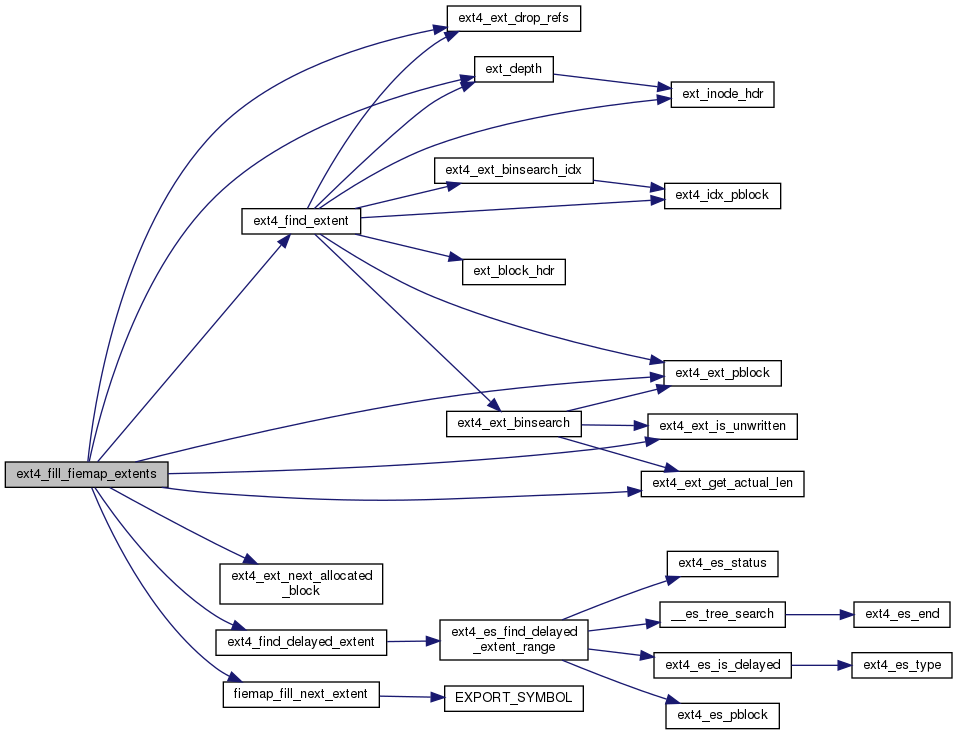 ext4_ext_drop_refs
ext_depth
ext_inode_hdr
ext4_ext_binsearch_idx
ext4_idx_pblock
ext4_find_extent
ext_block_hdr
ext4_ext_pblock
ext4_ext_binsearch
ext4_ext_is_unwritten
ext4_fill_fiemap_extents
ext4_ext_get_actual_len
ext4_ext_next_allocated
_block
ext4_es_status
__es_tree_search
ext4_es_end
ext4_find_delayed_extent
ext4_es_find_delayed
_extent_range
ext4_es_is_delayed
ext4_es_type
fiemap_fill_next_extent
EXPORT_SYMBOL
ext4_es_pblock